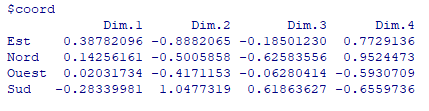 $coord
Dim.1 Dim.2 Dim.3 Dim.4
Est 0.38782096 -0.8882065 -0.18501230 0.7729136
Nord 0.14256161 -0.5005858 -0.62583556 0.9524473
Ouest 0.02031734 -0.4171153 -0.06280414 -0.5930709
Sud -0.28339981 1.0477319 0.61863627 -0.6559736